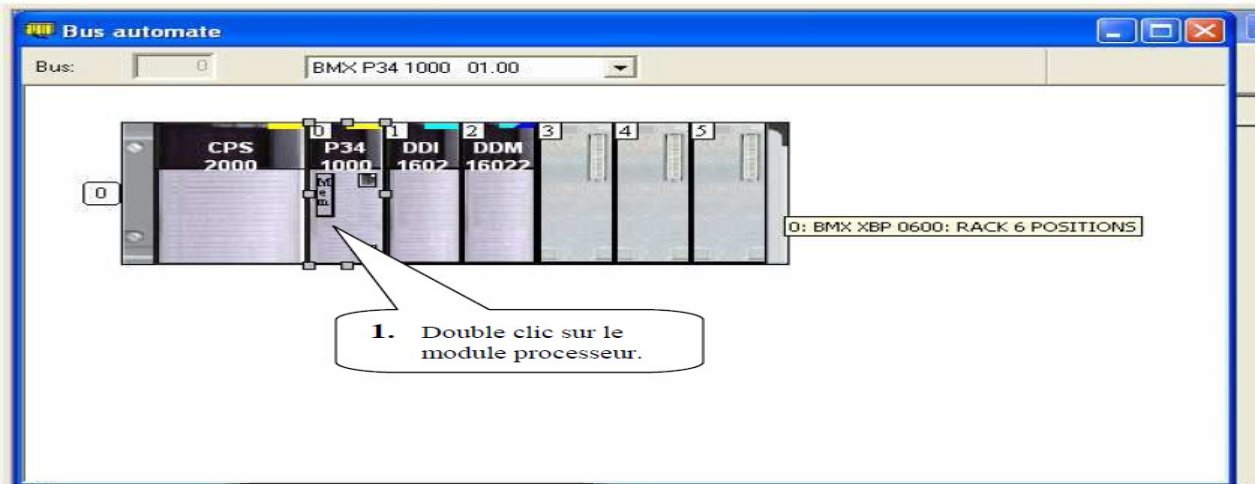 Bus automate
Bus: 0 BMX P34 1000 01.00
0 1 2 3 4 5
CPS 2000
P34 1000
DDI 1602
DDM 16022
Mem
0
0: BMX XBP 0600: RACK 6 POSITIONS
1. Double clic sur le
module processeur.